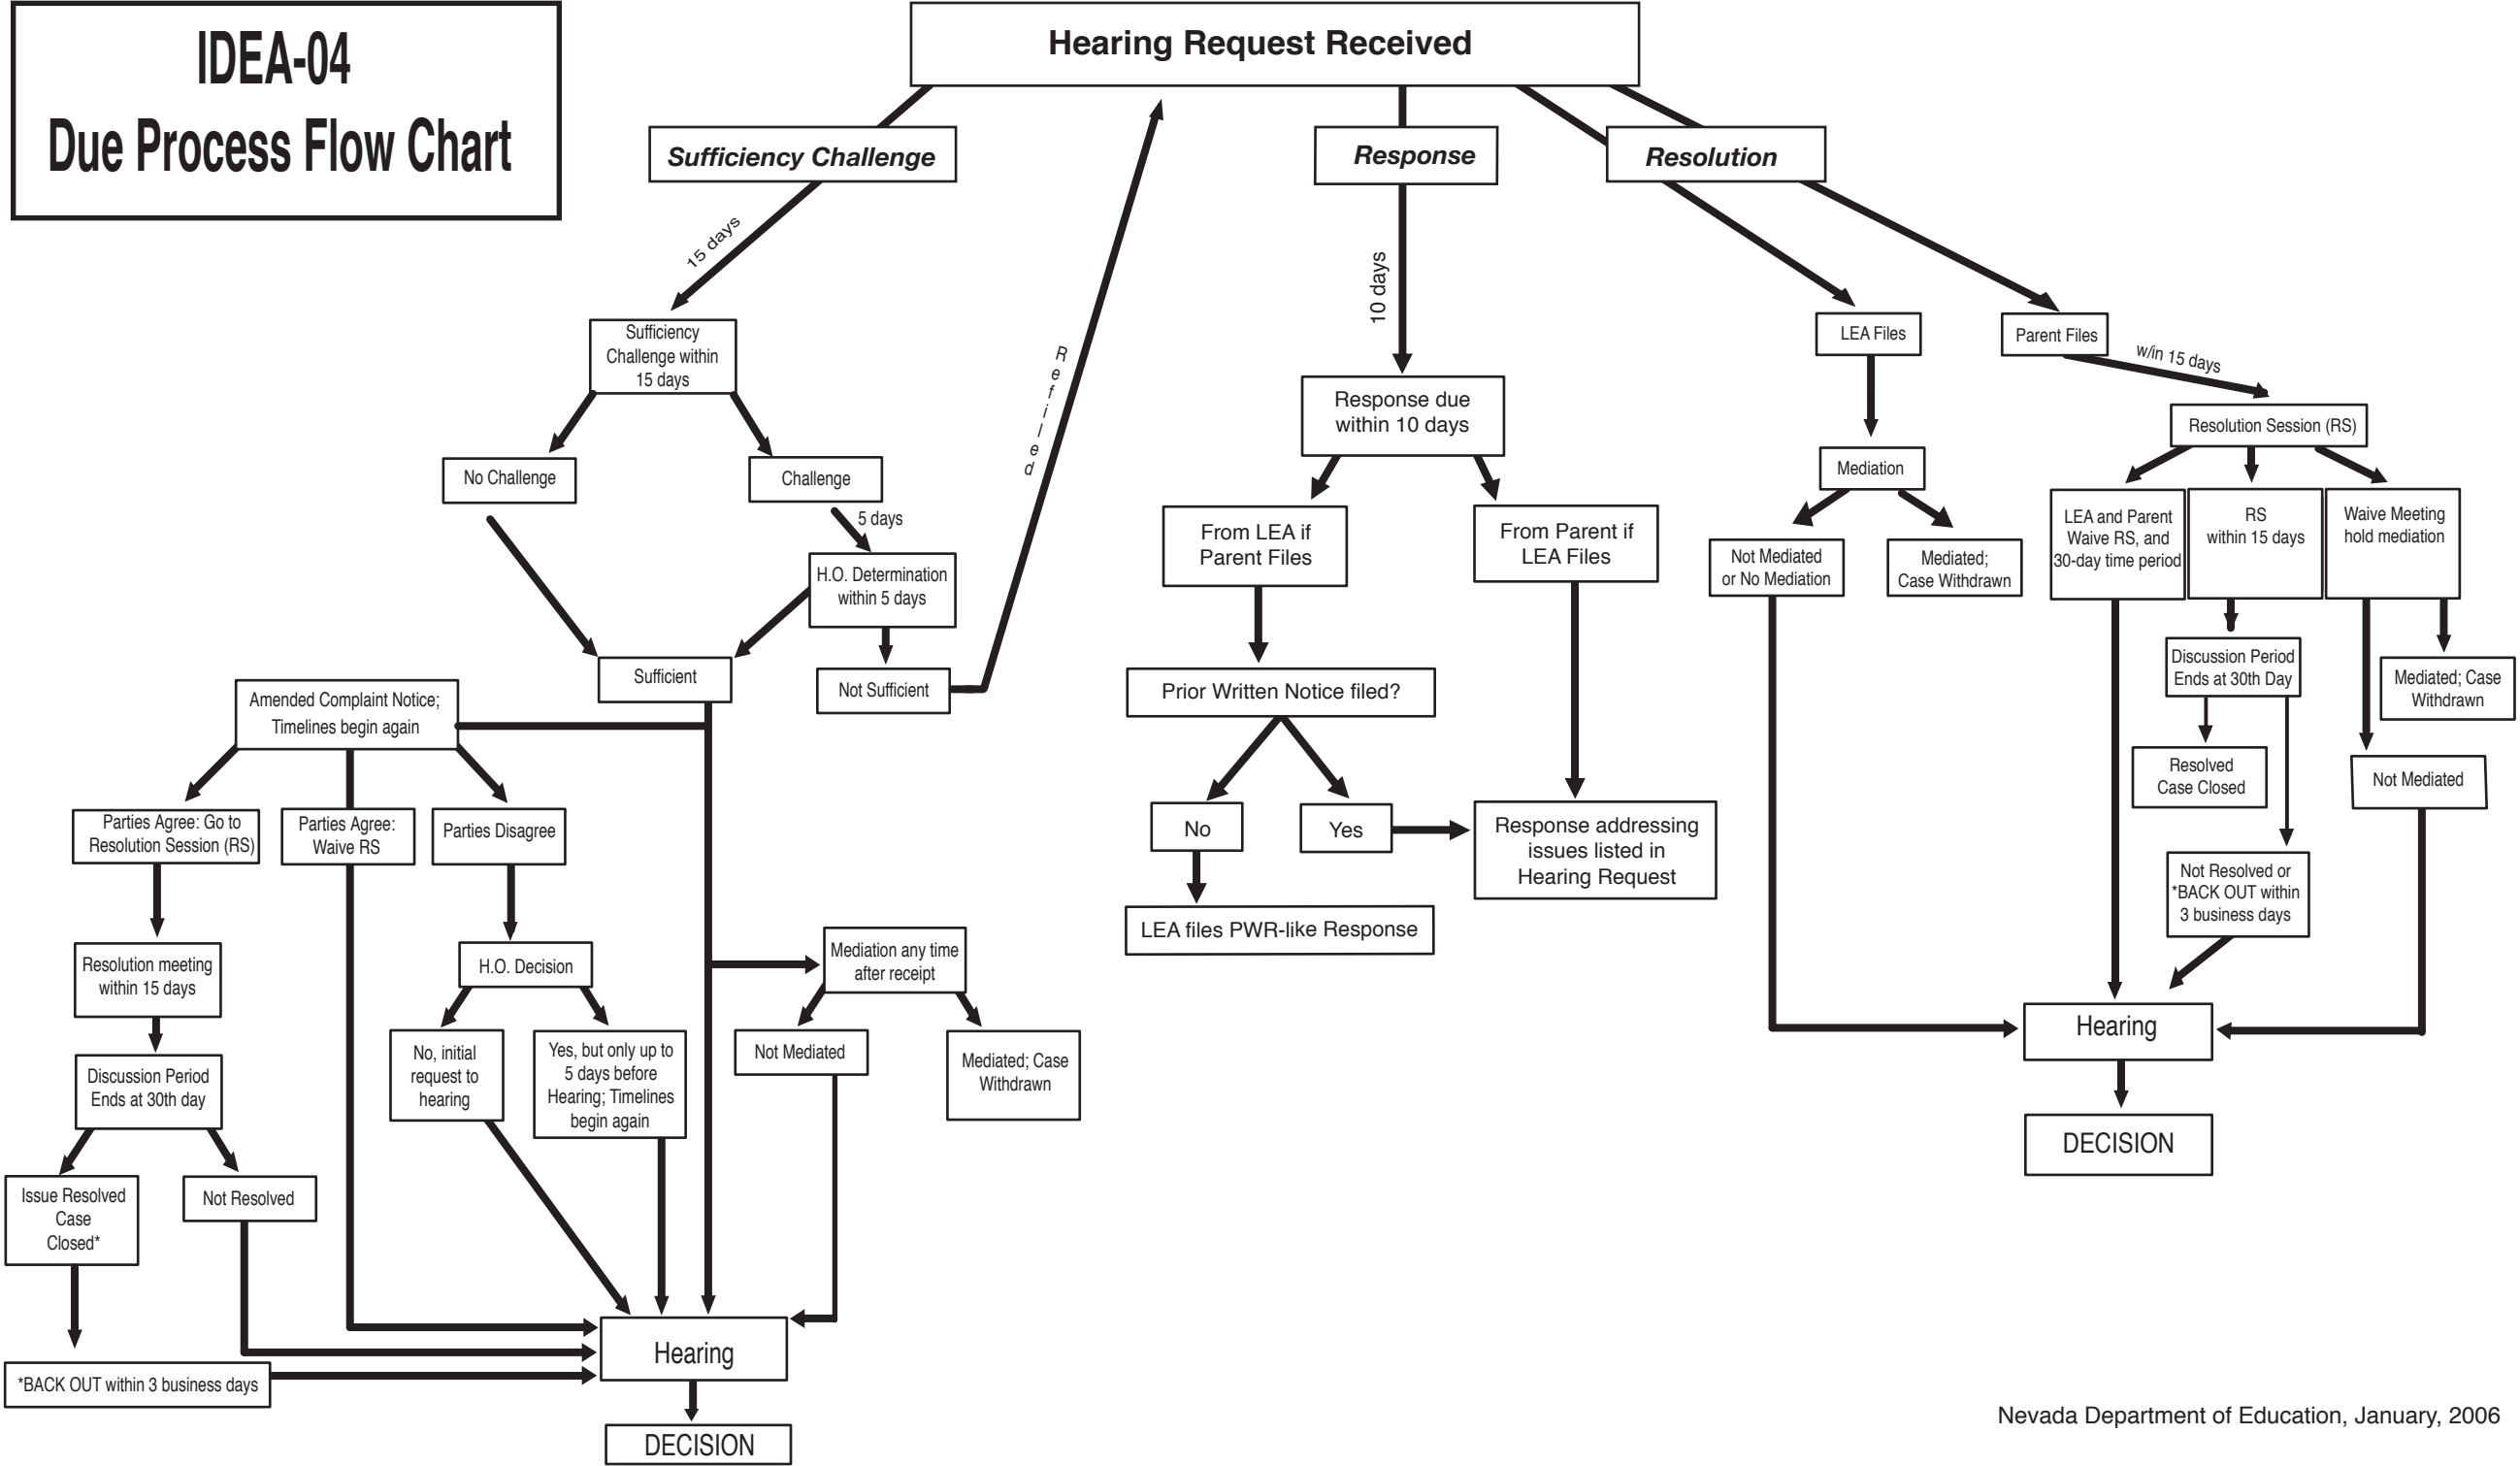 IDEA-04
Due Process Flow Chart
Hearing Request Received
Sufficiency Challenge
Response
Resolution
15 days
Sufficiency
Challenge within
15 days
No Challenge
Challenge
5 days
H.O. Determination
within 5 days
Sufficient
Not Sufficient
Refiled
Amended Complaint Notice;
Timelines begin again
Parties Agree: Go to
Resolution Session (RS)
Parties Agree:
Waive RS
Parties Disagree
Resolution meeting
within 15 days
H.O. Decision
Mediation any time
after receipt
Discussion Period
Ends at 30th day
No, initial
request to
hearing
Yes, but only up to
5 days before
Hearing; Timelines
begin again
Not Mediated
Mediated; Case
Withdrawn
Issue Resolved
Case
Closed*
Not Resolved
*BACK OUT within 3 business days
Hearing
DECISION
10 days
Response due
within 10 days
From LEA if
Parent Files
From Parent if
LEA Files
Prior Written Notice filed?
No
Yes
Response addressing
issues listed in
Hearing Request
LEA files PWR-like Response
LEA Files
Parent Files
w/in 15 days
Mediation
Resolution Session (RS)
Not Mediated
or No Mediation
Mediated;
Case Withdrawn
LEA and Parent
Waive RS, and
30-day time period
RS
within 15 days
Waive Meeting
hold mediation
Discussion Period
Ends at 30th Day
Mediated; Case
Withdrawn
Resolved
Case Closed
Not Mediated
Not Resolved or
*BACK OUT within
3 business days
Hearing
DECISION
Nevada Department of Education, January, 2006